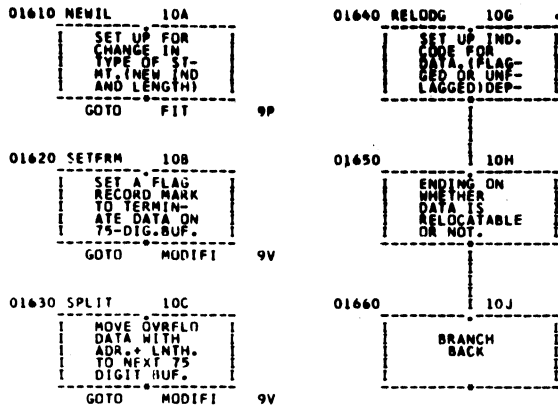 01610 NEWIL 10A
SET UP FOR
CHANGE IN
TYPE OF ST-
MT.(NEW IND
AND LENGTH)
GOTO FIT 9P
01620 SETFRM 10B
SET A FLAG
RECORD MARK
TO TERMIN-
ATE DATA ON
75-DIG.BUF.
GOTO MODIFI 9V
01630 SPLIT 10C
MOVE OVRFLO
DATA WITH
ADR.+ LNTH.
TO NEXT 75
DIGIT BUF.
GOTO MODIFI 9V
01640 RELODG 10G
SET UP IND.
CODE FOR
DATA,(FLAG-
GED OR UNF-
LAGGED)DEP-
01650 10H
ENDING ON
WHETHER
DATA IS
RELOCATABLE
OR NOT.
01660 10J
BRANCH
BACK